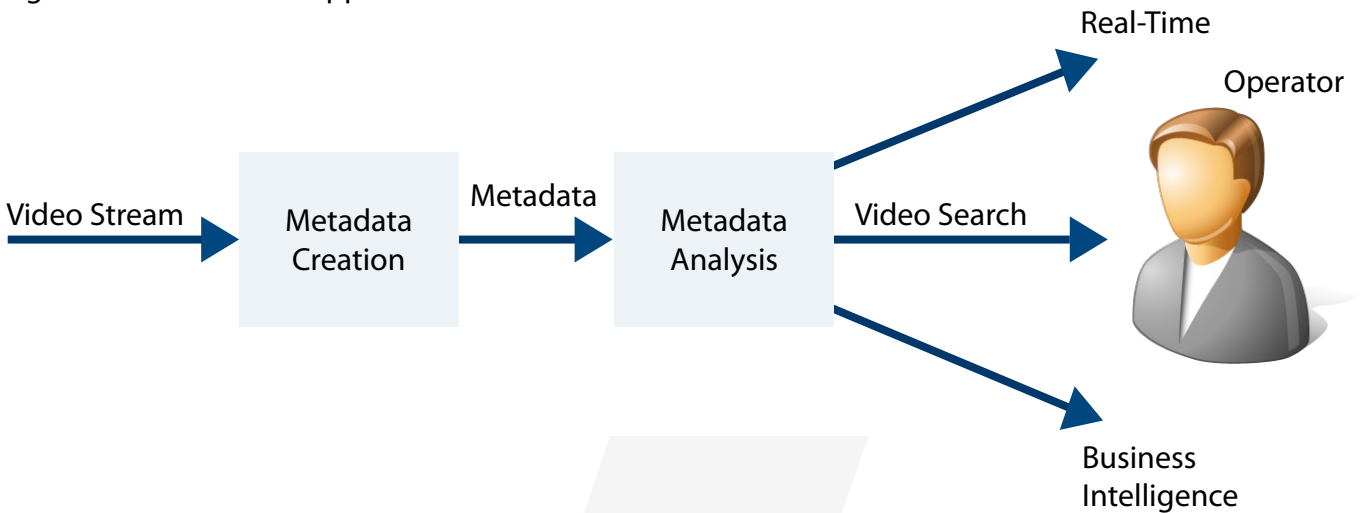 Real-Time
Operator
Video Stream
Metadata
Creation
Metadata
Metadata
Analysis
Video Search
Business
Intelligence